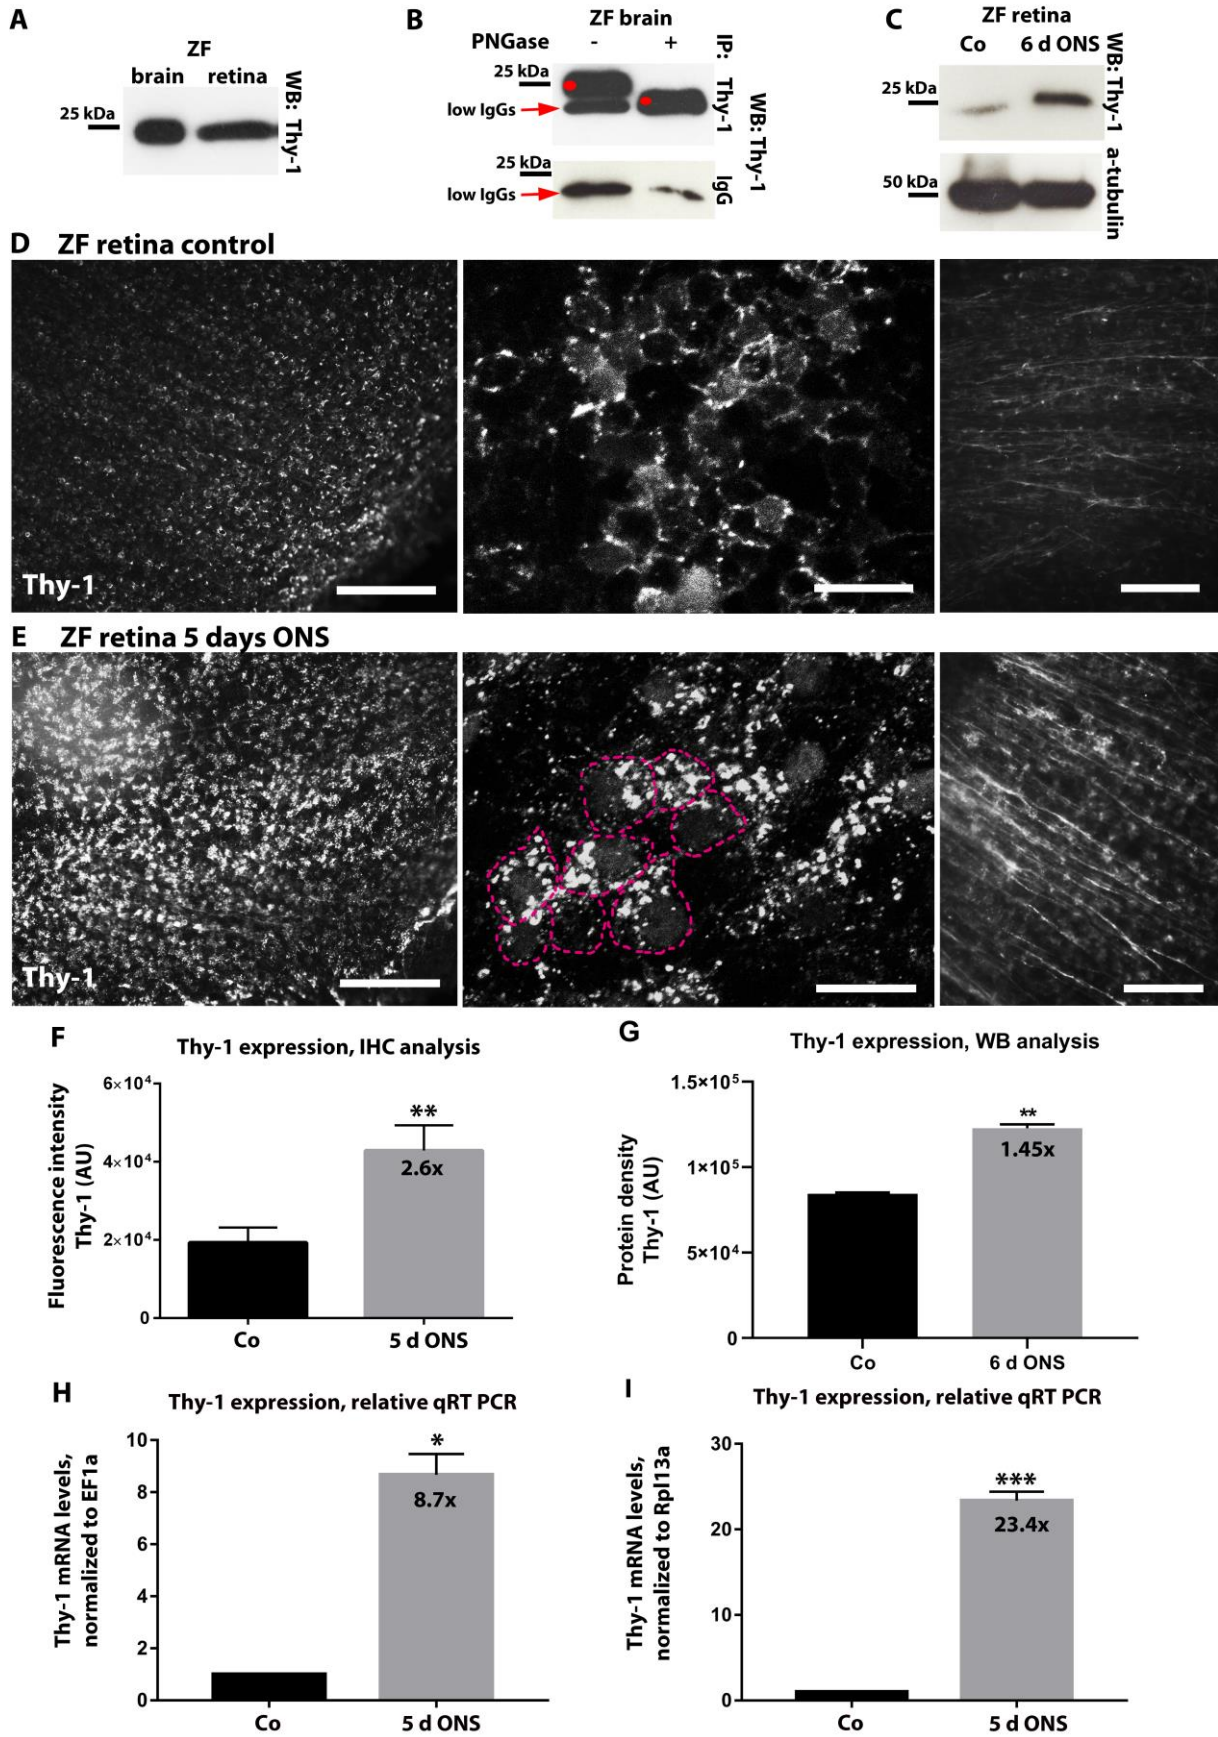 A
ZF
brain retina
25 kDa
WB: Thy-1
B
ZF brain
PNGase - +
IP:
25 kDa
Thy-1
low IgGs
WB: Thy-1
25 kDa
IgG
low IgGs
C
ZF retina
Co 6 d ONS
25 kDa
WB: Thy-1
50 kDa
a-tubulin
D ZF retina control
Thy-1
E ZF retina 5 days ONS
Thy-1
F
Thy-1 expression, IHC analysis
Fluorescence intensity
Thy-1 (AU)
6×10⁴
4×10⁴
2×10⁴
0
**
2.6x
Co 5 d ONS
G
Thy-1 expression, WB analysis
Protein density
Thy-1 (AU)
1.5×10⁵
1×10⁵
5×10⁴
0
**
1.45x
Co 6 d ONS
H
Thy-1 expression, relative qRT PCR
Thy-1 mRNA levels,
normalized to EF1a
10
8
6
4
2
0
*
8.7x
Co 5 d ONS
I
Thy-1 expression, relative qRT PCR
Thy-1 mRNA levels,
normalized to Rpl13a
30
20
10
0
***
23.4x
Co 5 d ONS